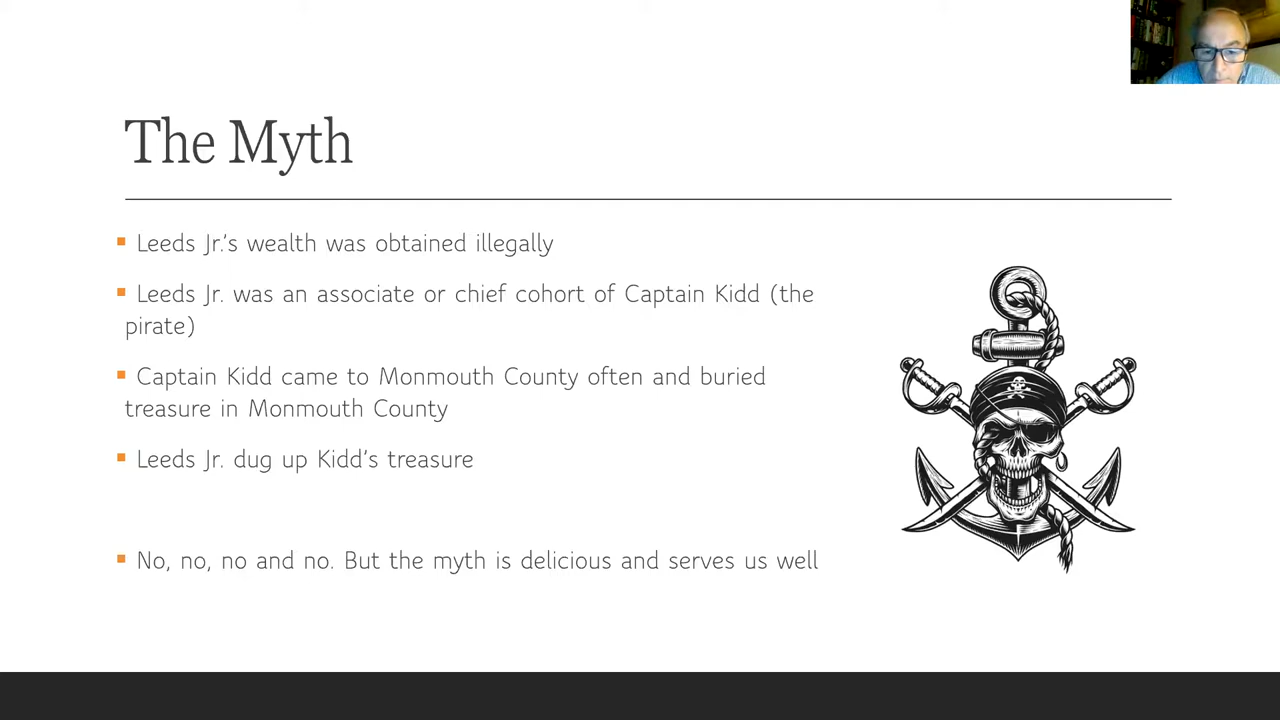 The Myth
Leeds Jr.'s wealth was obtained illegally
Leeds Jr. was an associate or chief cohort of Captain Kidd (the
pirate)
Captain Kidd came to Monmouth County often and buried
treasure in Monmouth County
Leeds Jr. dug up Kidd's treasure
No, no, no and no. But the myth is delicious and serves us well